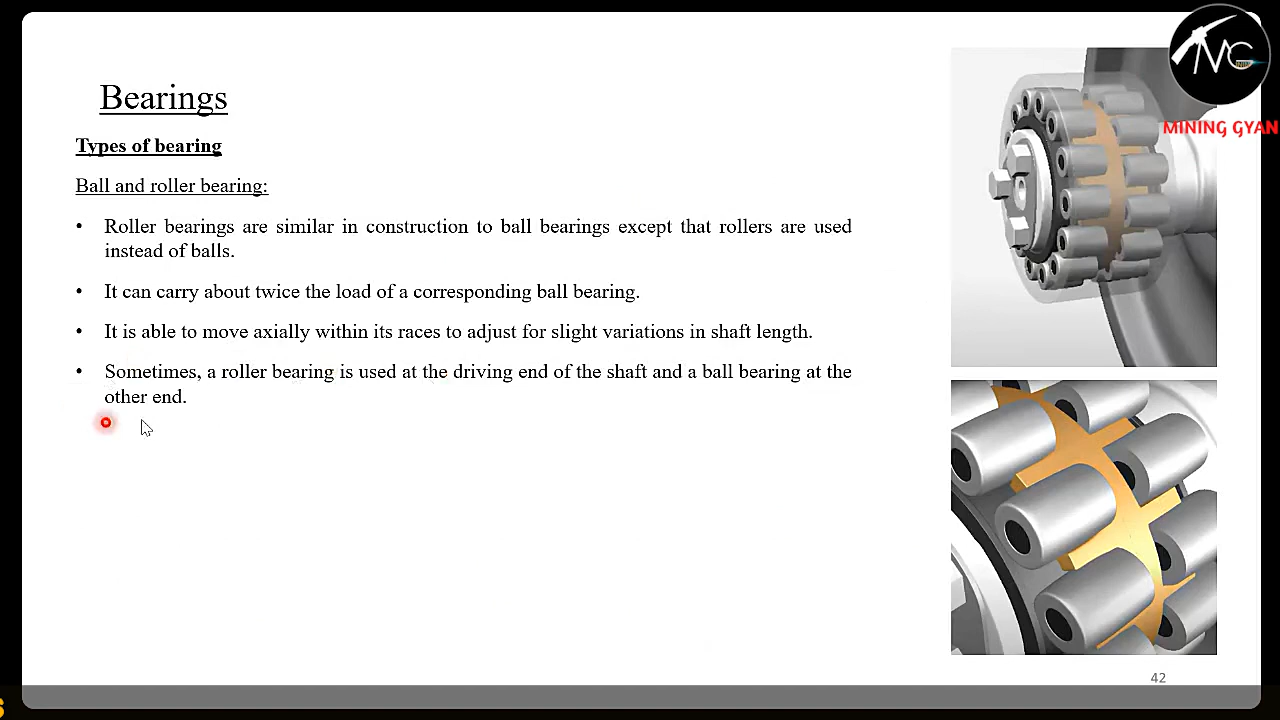 Bearings
Types of bearing
Ball and roller bearing:
• Roller bearings are similar in construction to ball bearings except that rollers are used
instead of balls.
• It can carry about twice the load of a corresponding ball bearing.
• It is able to move axially within its races to adjust for slight variations in shaft length.
• Sometimes, a roller bearing is used at the driving end of the shaft and a ball bearing at the
other end.
MG
MINING GYAN
42